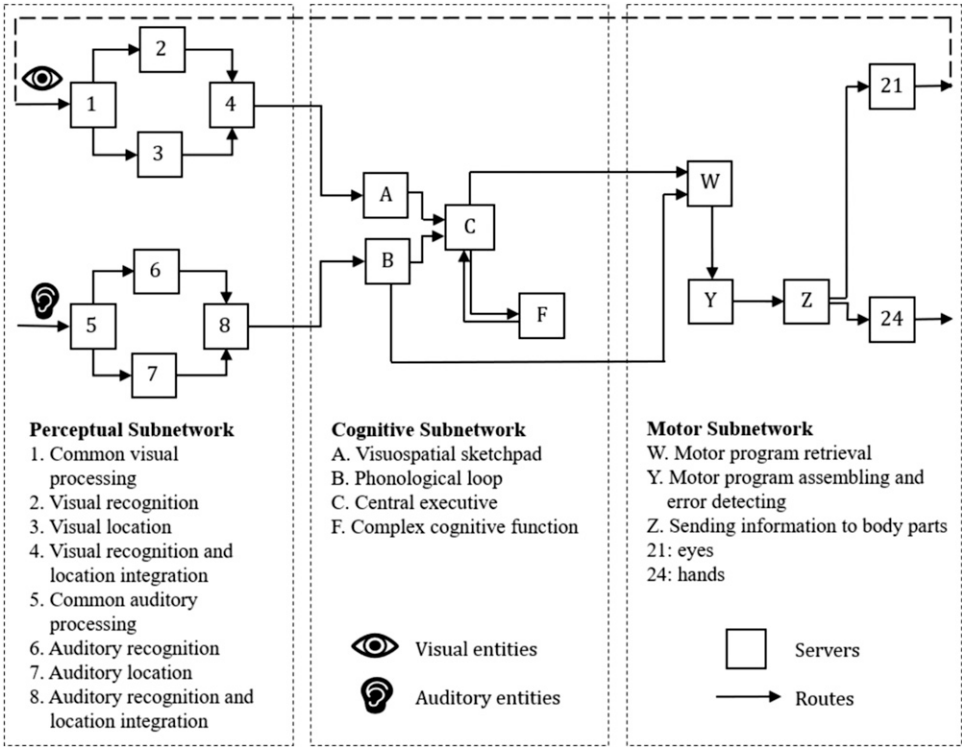 2
1
4
3
6
5
8
7
A
B
C
F
W
Y
Z
21
24
Perceptual Subnetwork
1. Common visual
processing
2. Visual recognition
3. Visual location
4. Visual recognition and
location integration
5. Common auditory
processing
6. Auditory recognition
7. Auditory location
8. Auditory recognition and
location integration
Cognitive Subnetwork
A. Visuospatial sketchpad
B. Phonological loop
C. Central executive
F. Complex cognitive function
Visual entities
Auditory entities
Motor Subnetwork
W. Motor program retrieval
Y. Motor program assembling and
error detecting
Z. Sending information to body parts
21: eyes
24: hands
Servers
Routes